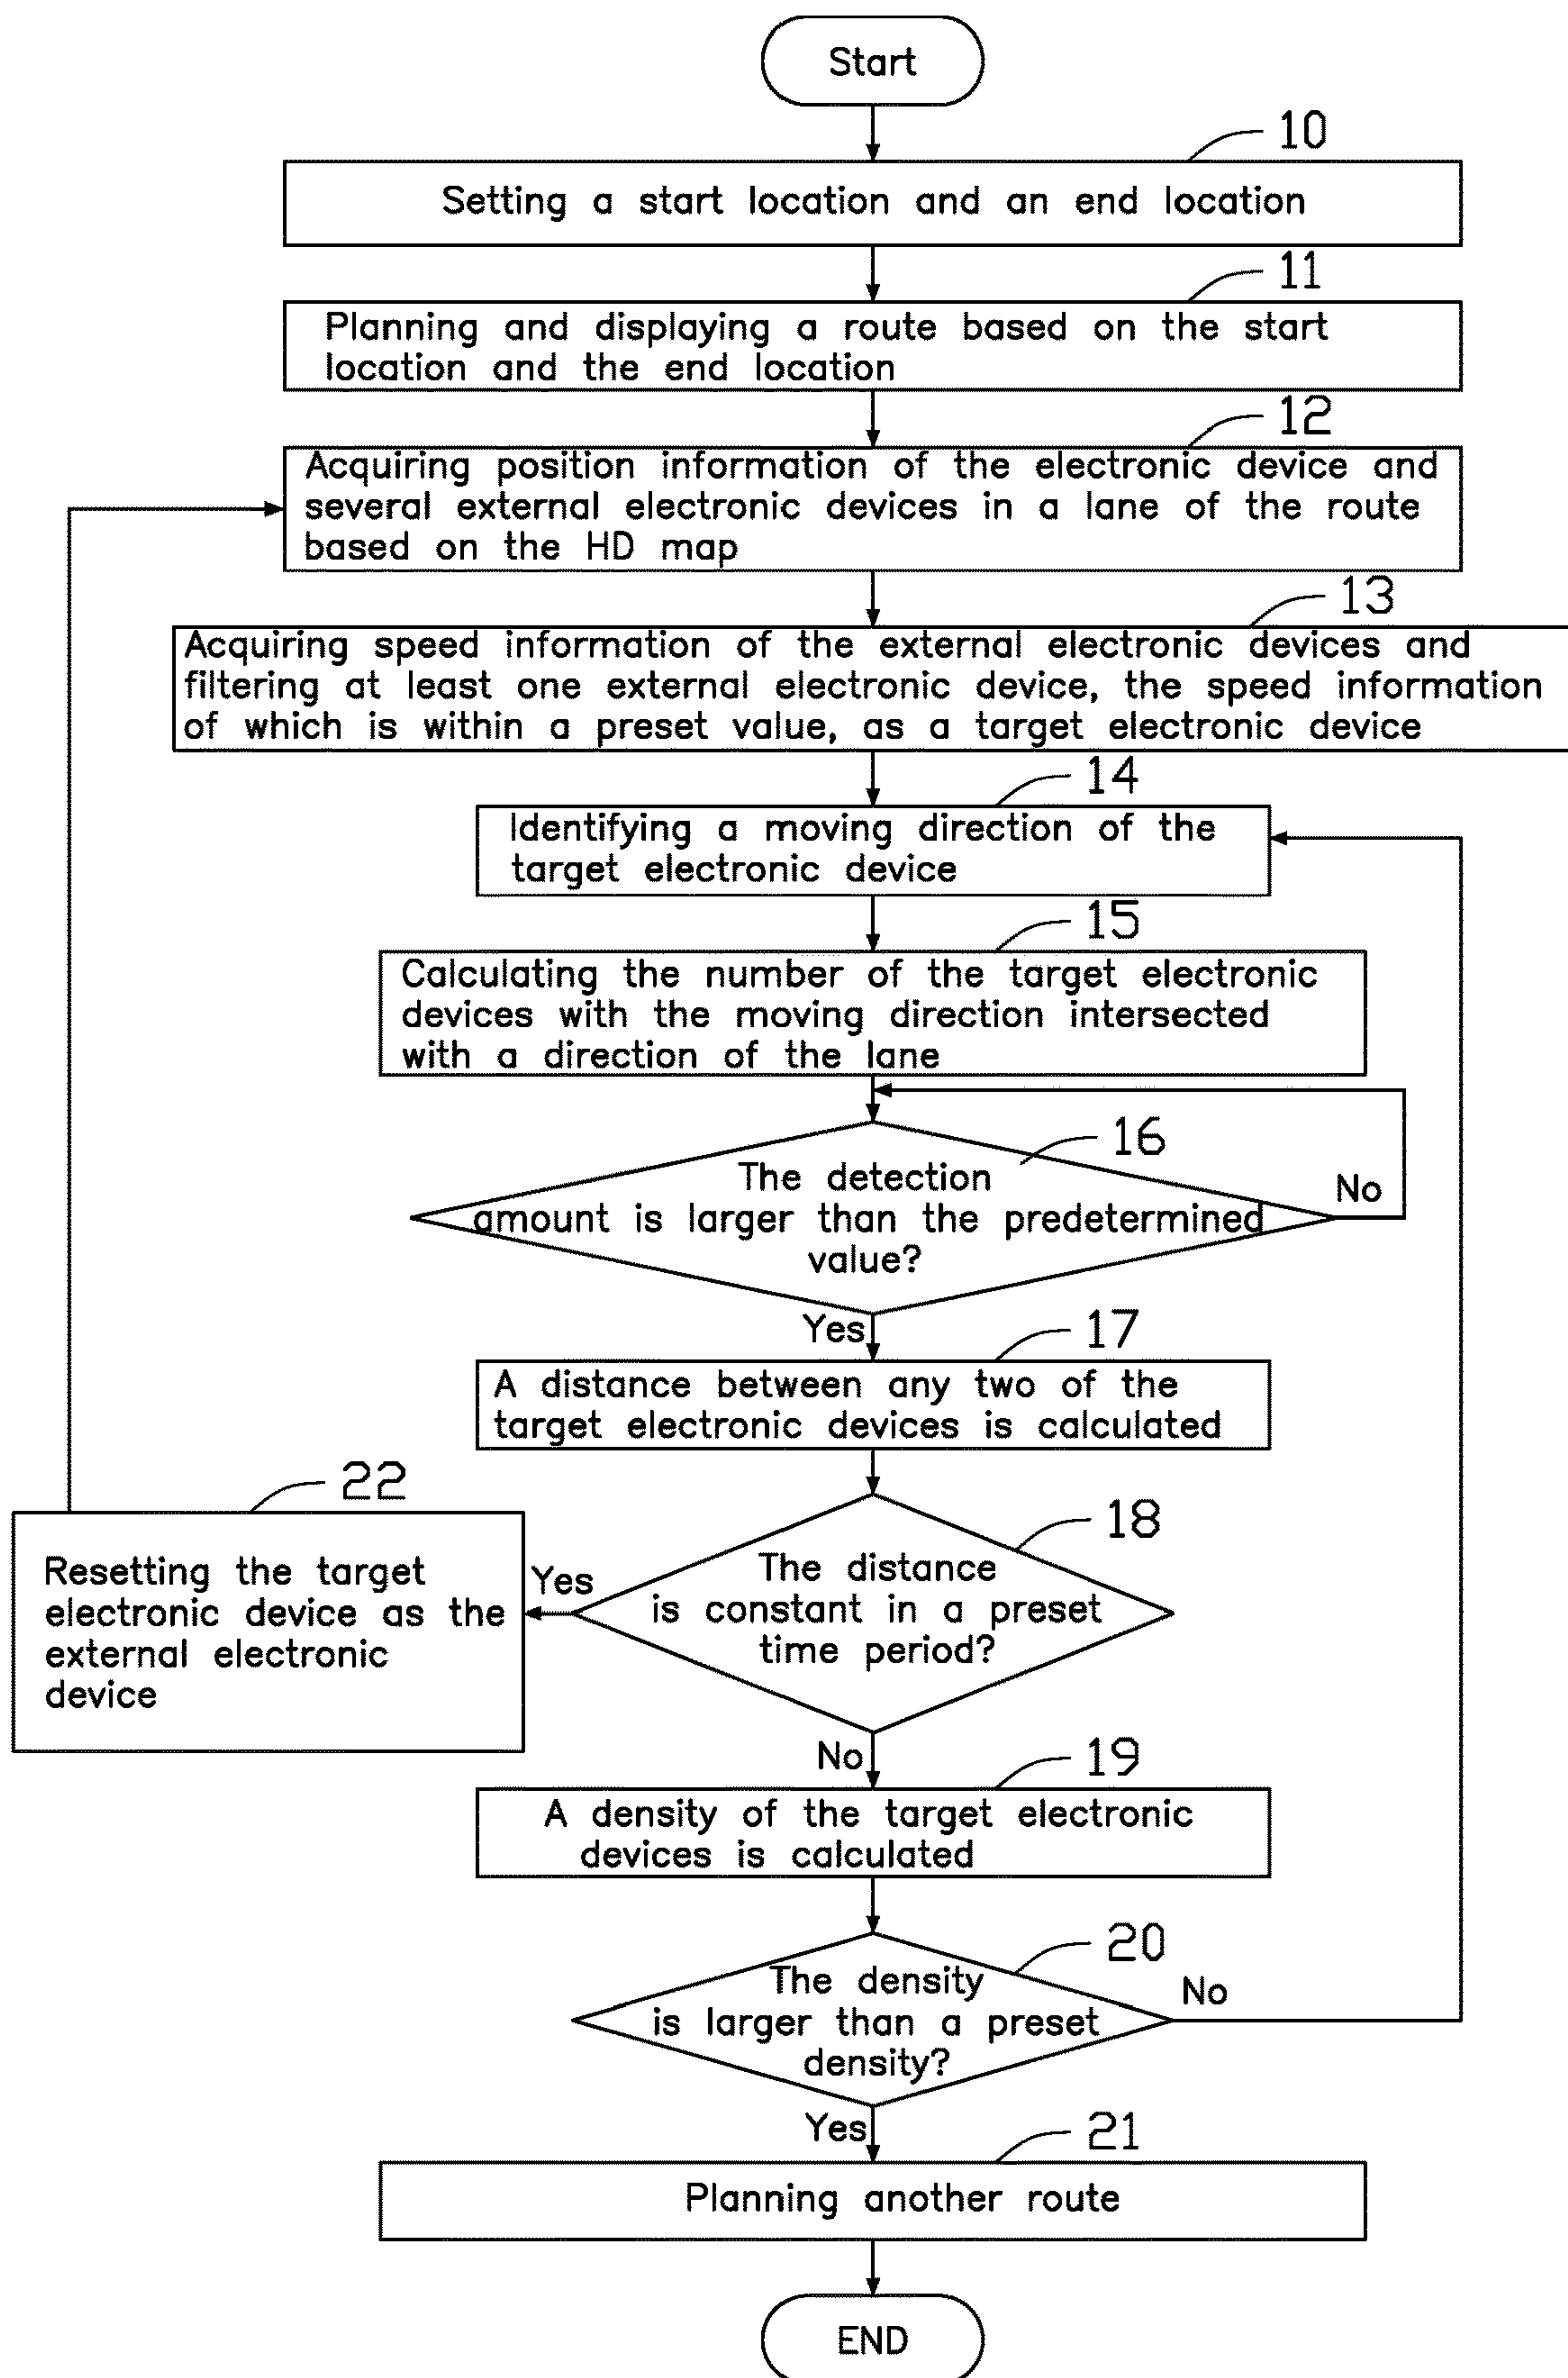 Start
10
Setting a start location and an end location
11
Planning and displaying a route based on the start
location and the end location
12
Acquiring position information of the electronic device and
several external electronic devices in a lane of the route
based on the HD map
13
Acquiring speed information of the external electronic devices and
filtering at least one external electronic device, the speed information
of which is within a preset value, as a target electronic device
14
Identifying a moving direction of the
target electronic device
15
Calculating the number of the target electronic
devices with the moving direction intersected
with a direction of the lane
16
The detection
amount is larger than the predetermined
value?
No
Yes
17
A distance between any two of the
target electronic devices is calculated
22
Resetting the target
electronic device as the
external electronic
device
Yes
18
The distance
is constant in a preset
time period?
No
19
A density of the target electronic
devices is calculated
20
The density
is larger than a preset
density?
No
Yes
21
Planning another route
END